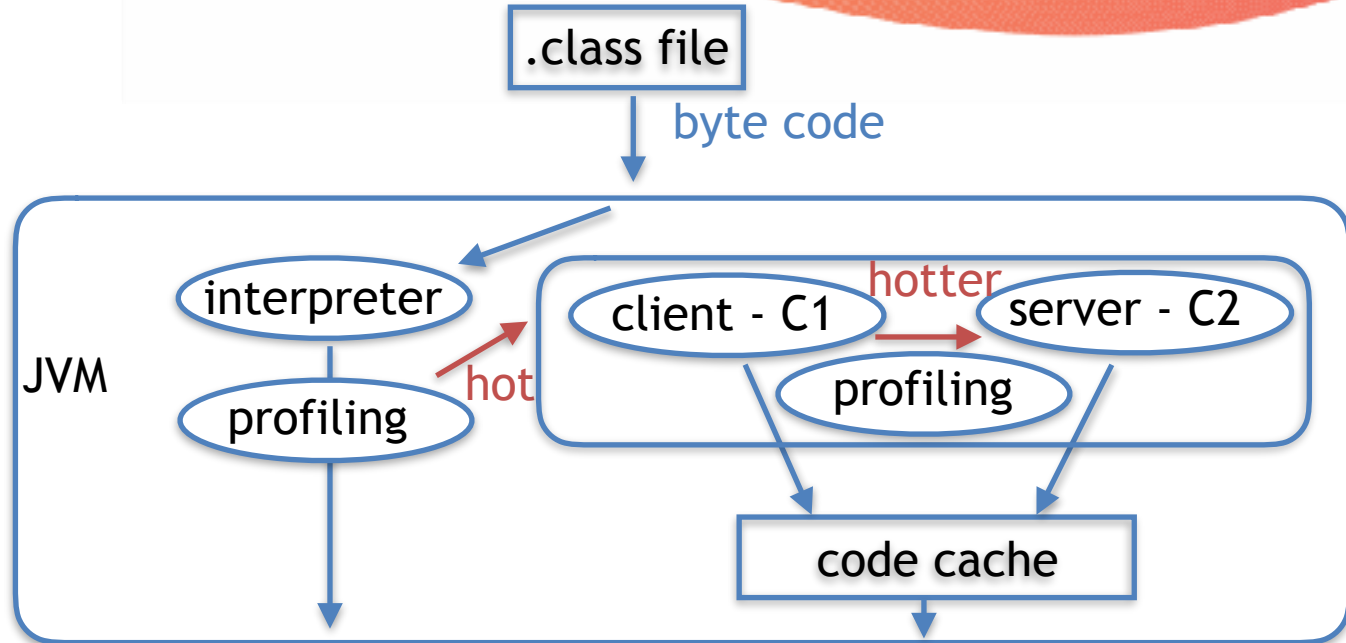 .class file
byte code
JVM
interpreter
profiling
hot
client - C1
hotter
server - C2
profiling
code cache